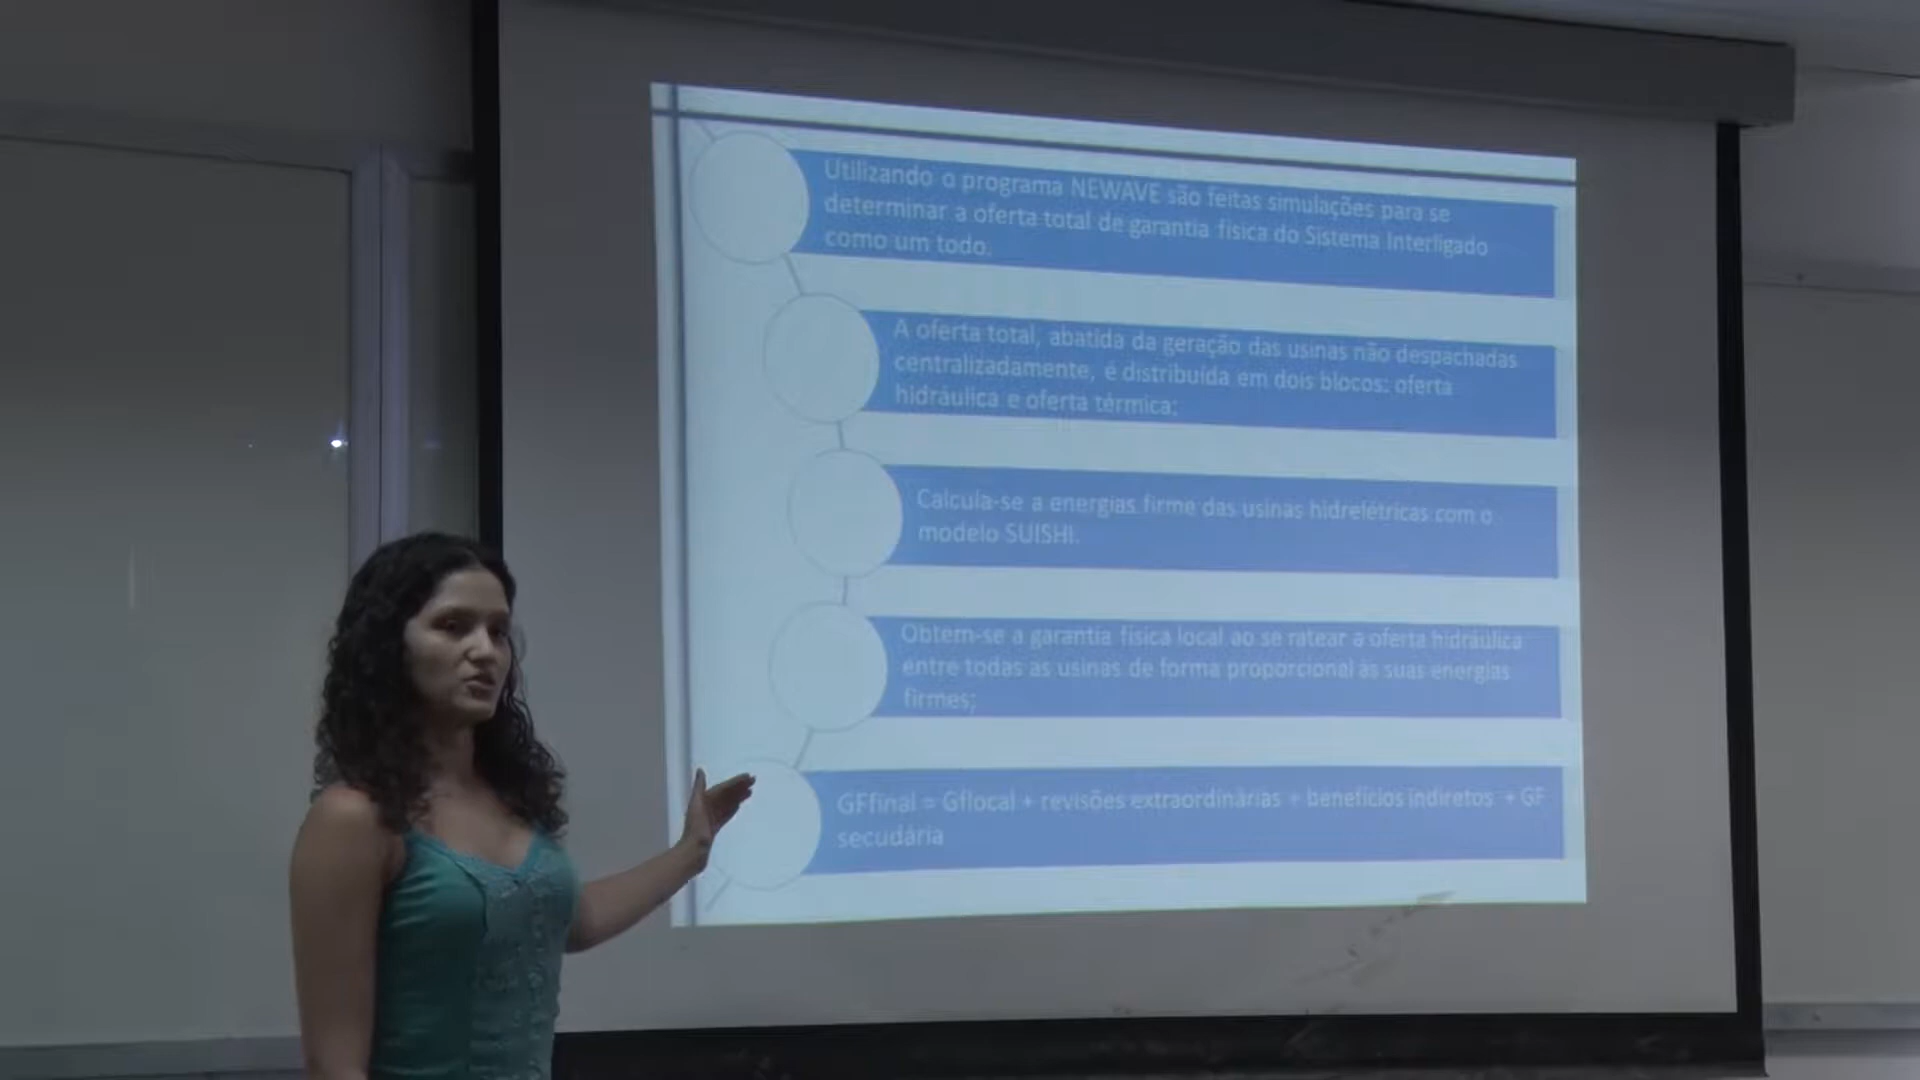 Utilizando o programa NEWAVE são feitas simulações para se
determinar a oferta total de garantia física do Sistema Interligado
como um todo.
A oferta total, abatida da geração das usinas não despachadas
centralizadamente, é distribuída em dois blocos: oferta
hidráulica e oferta térmica;
Calcula-se a energias firme das usinas hidrelétricas com o
modelo SUISHI.
Obtem-se a garantia física local ao se ratear a oferta hidráulica
entre todas as usinas de forma proporcional as suas energias
firmes;
GFfinal = Gflocal + revisões extraordinárias + benefícios indiretos + GF
secudária